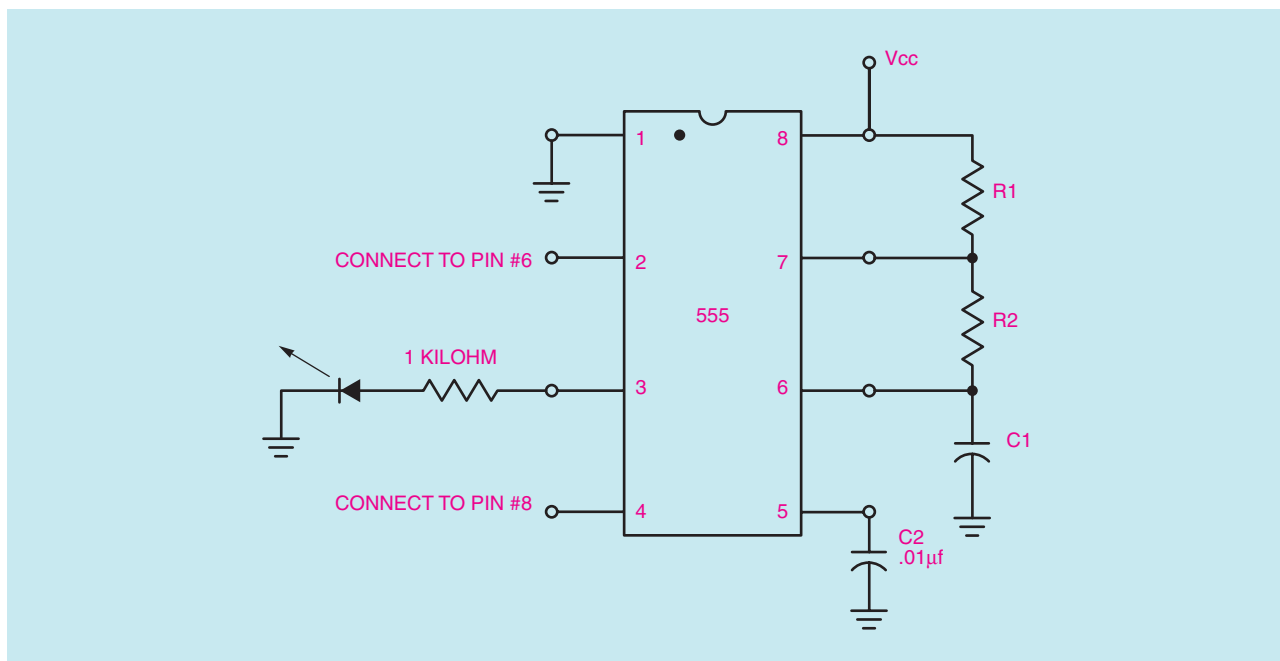 Vcc
1
8
R1
CONNECT TO PIN #6
2
7
555
R2
1 KILOHM
3
6
C1
CONNECT TO PIN #8
4
5
C2
.01µf